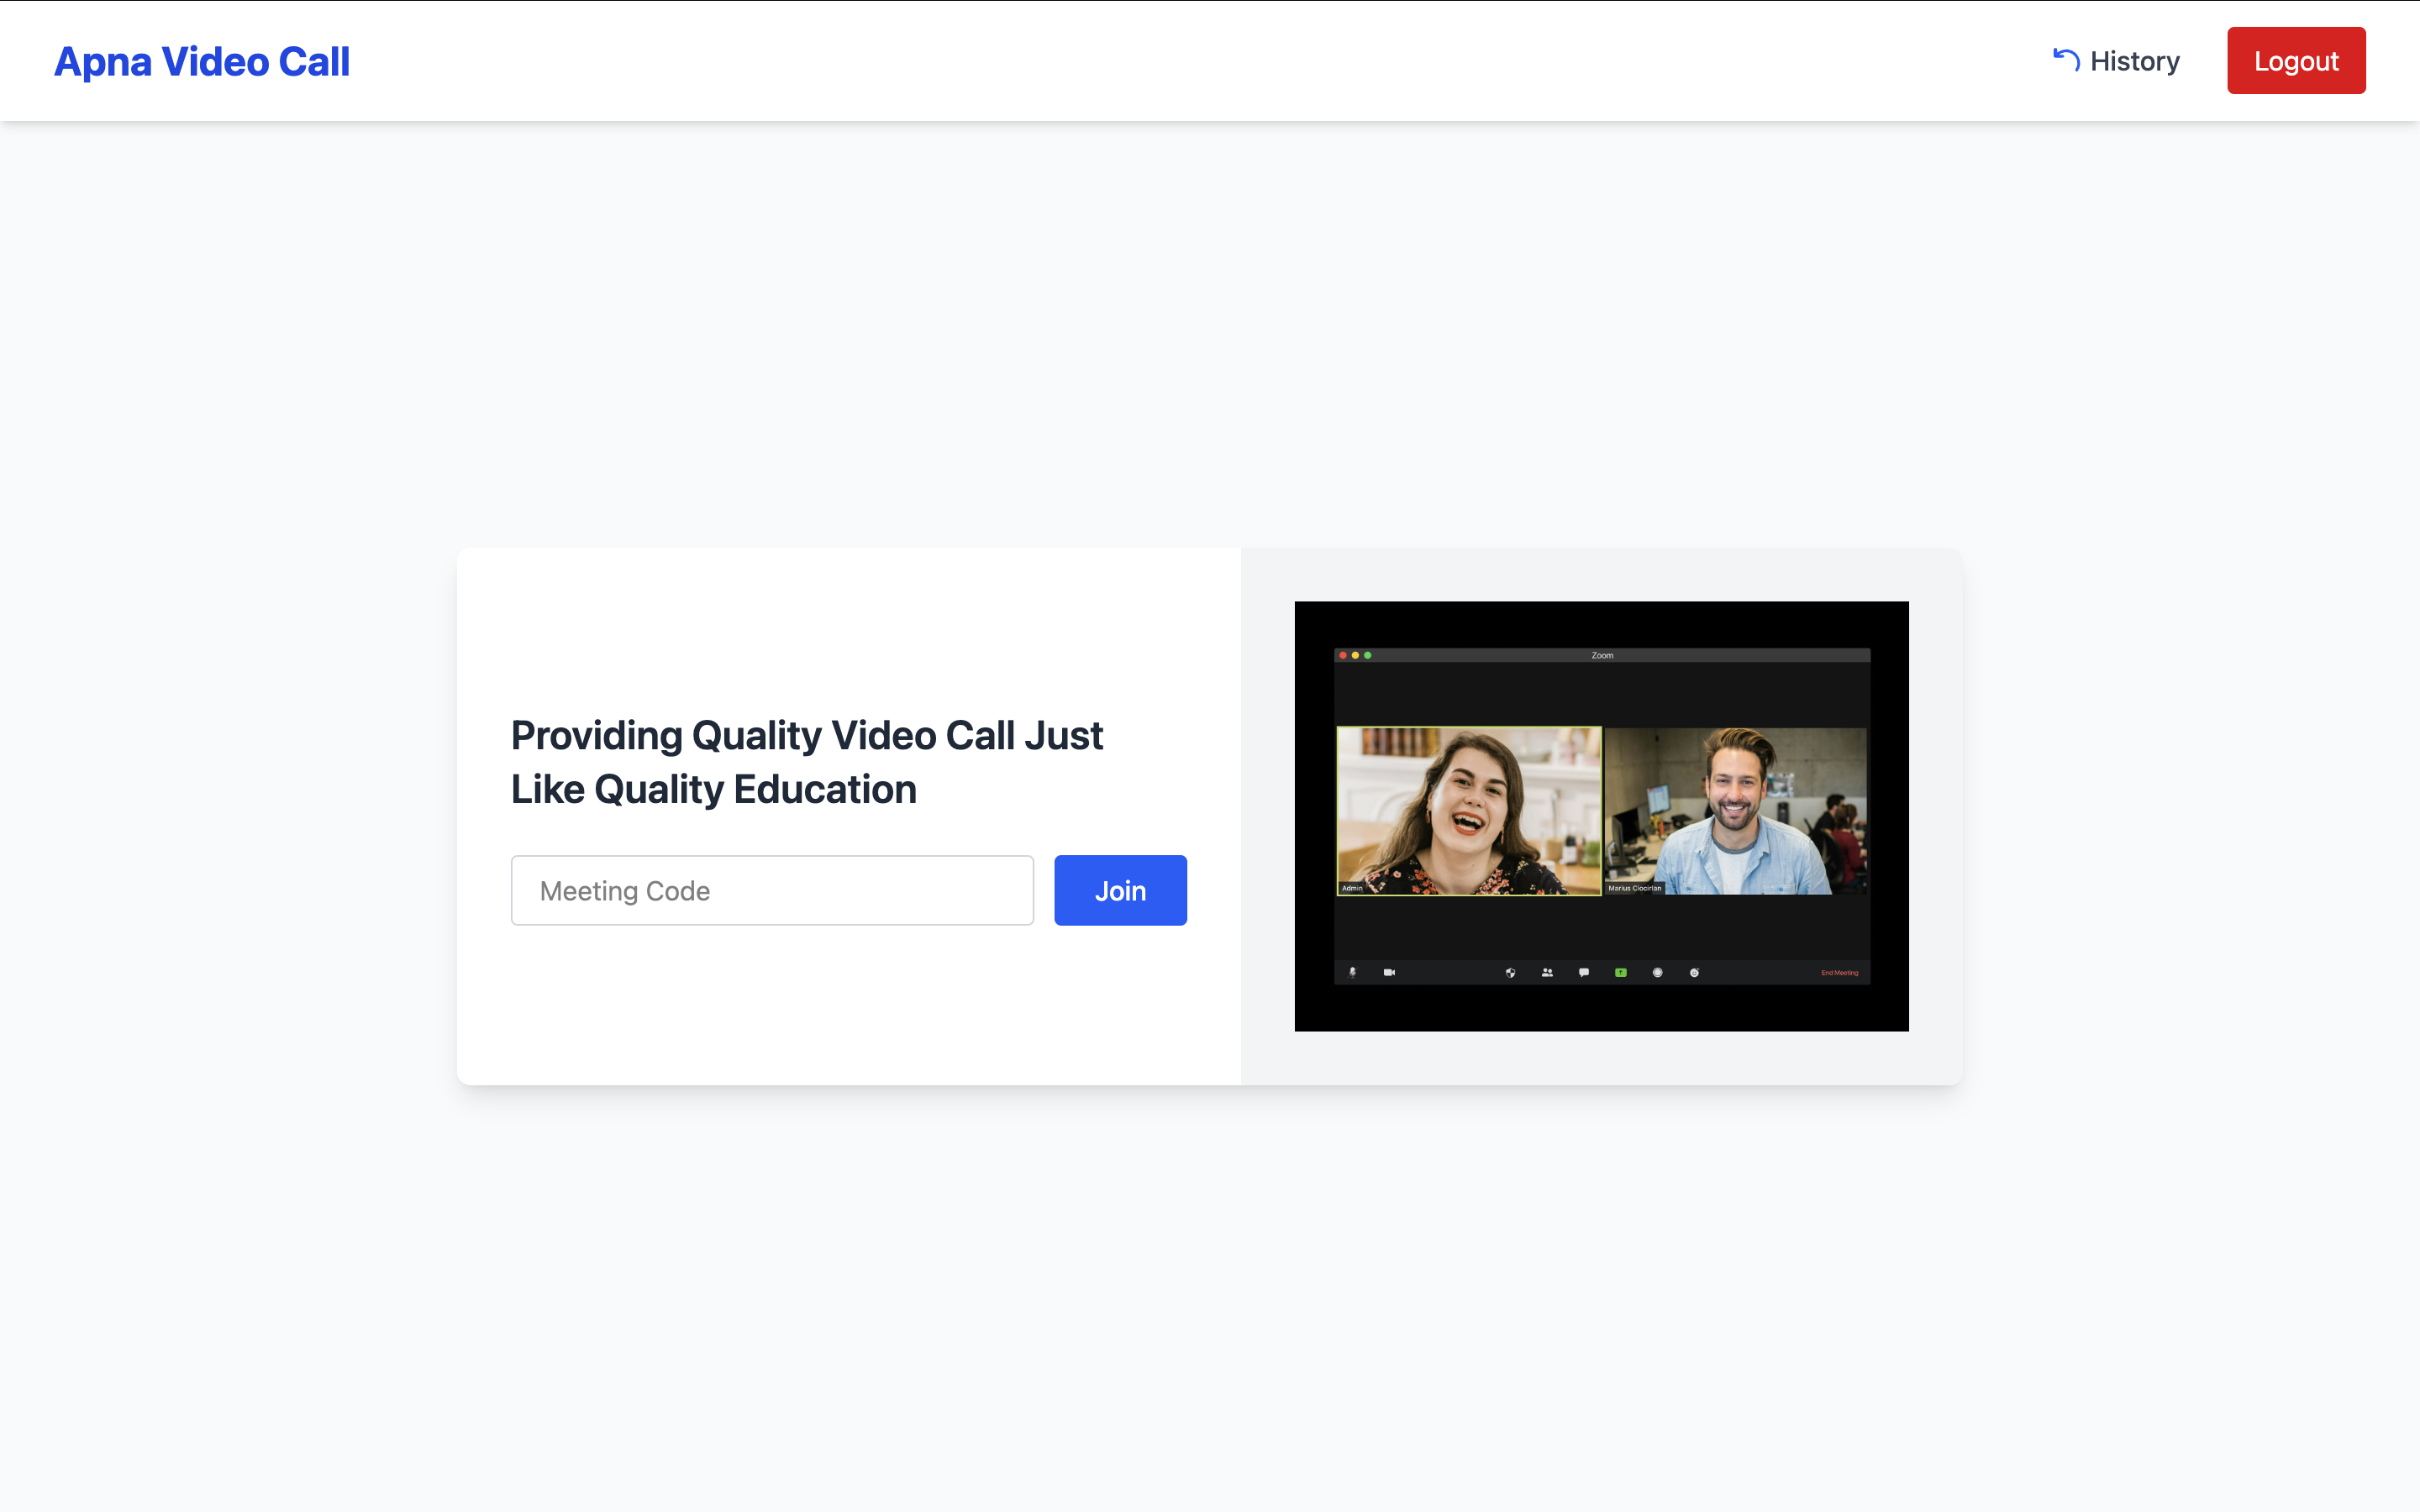 Apna Video Call
History
Logout
Providing Quality Video Call Just
Like Quality Education
Meeting Code
Join
Zoom
Admin
Marius Ciocirlan
End Meeting